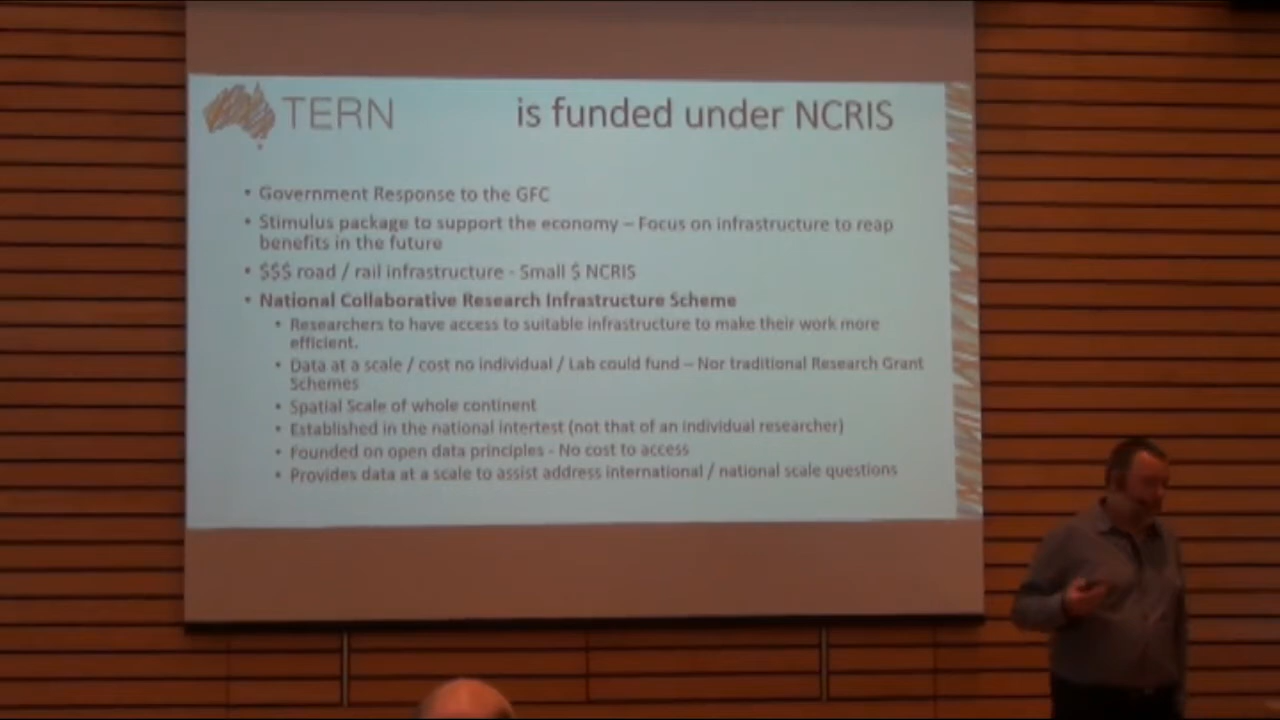 TERN is funded under NCRIS
• Government Response to the GFC
• Stimulus package to support the economy – Focus on infrastructure to reap
benefits in the future
• $$$ road / rail infrastructure - Small $ NCRIS
• National Collaborative Research Infrastructure Scheme
• Researchers to have access to suitable infrastructure to make their work more
efficient.
• Data at a scale / cost no individual / Lab could fund – Nor traditional Research Grant
Schemes
• Spatial Scale of whole continent
• Established in the national intertest (not that of an individual researcher)
• Founded on open data principles - No cost to access
• Provides data at a scale to assist address international / national scale questions